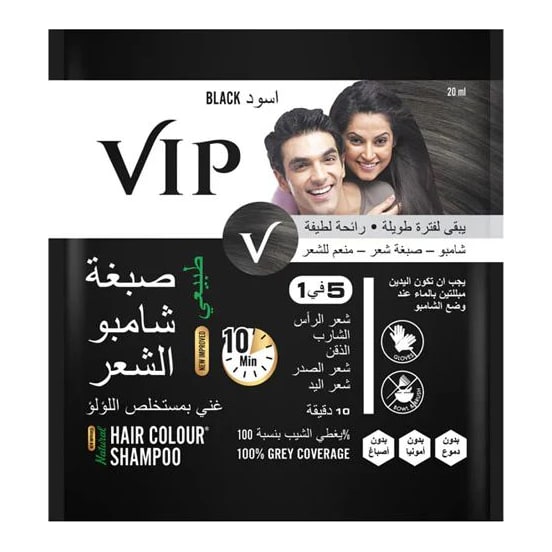 BLACK اسود
20 ml
VIP
يبقى لفترة طويلة • رائحة لطيفة
شامبو – صبغة شعر – منعم للشعر
V
صبغة
شامبو
الشعر
طبيعي
NEW IMPROVED
10
Min
5 في 1
شعر الرأس
الشارب
الذقن
شعر الصدر
شعر اليد
10 دقيقة
يجب ان تكون اليدين
مبللتين بالماء عند
وضع الشامبو
GLOVES
BOWL & BRUSH
غني بمستخلص اللؤلؤ
Natural
HAIR COLOUR®
SHAMPOO
%يغطي الشيب بنسبة 100
100% GREY COVERAGE
بدون
أصباغ
بدون
أمونيا
بدون
دموع